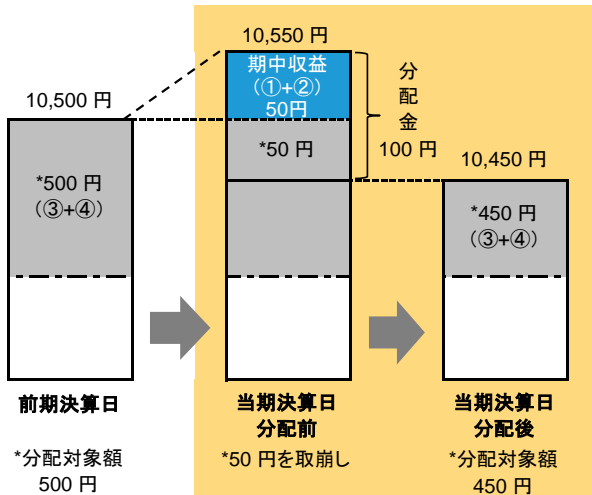 10,550 円
期中収益
（①+②）
50円
分
配
金
100 円
10,500 円
*50 円
10,450 円
*500 円
（③+④）
*450 円
（③+④）
前期決算日
当期決算日
分配前
当期決算日
分配後
*分配対象額
500 円
*50 円を取崩し
*分配対象額
450 円